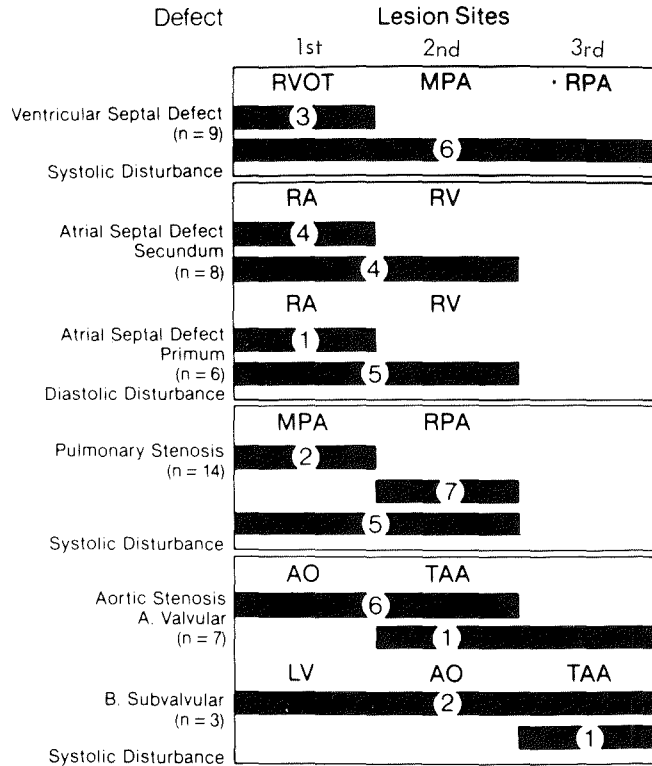 Defect Lesion Sites
1st 2nd 3rd
RVOT MPA · RPA
Ventricular Septal Defect
(n = 9)
3
6
Systolic Disturbance
RA RV
Atrial Septal Defect
Secundum
(n = 8)
4
4
RA RV
Atrial Septal Defect
Primum
(n = 6)
1
5
Diastolic Disturbance
MPA RPA
Pulmonary Stenosis
(n = 14)
2
7
5
Systolic Disturbance
AO TAA
Aortic Stenosis
A. Valvular
(n = 7)
6
1
LV AO TAA
B. Subvalvular
(n = 3)
2
1
Systolic Disturbance